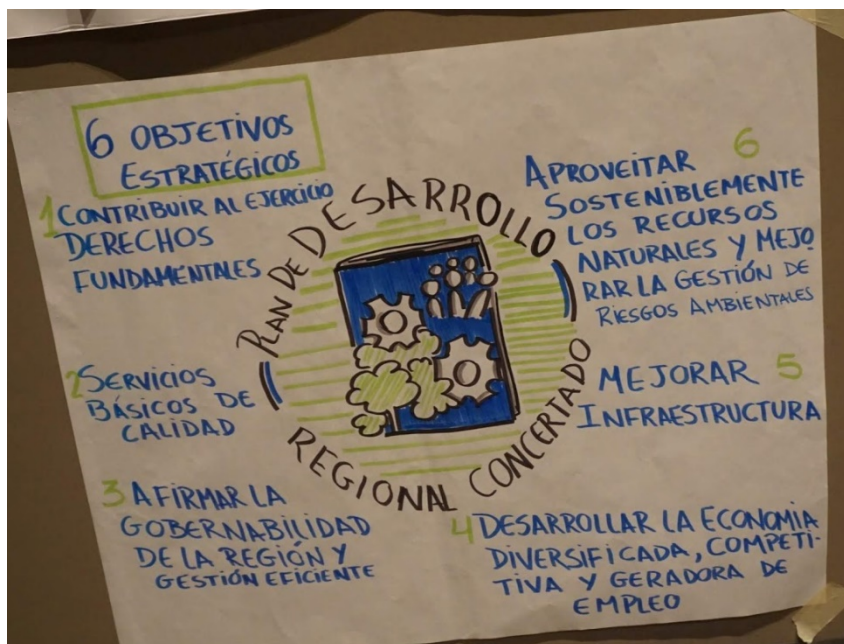 6 OBJETIVOS
ESTRATÉGICOS
1 CONTRIBUIR AL EJERCICIO
DERECHOS
FUNDAMENTALES
2 SERVICIOS
BÁSICOS DE
CALIDAD
3 AFIRMAR LA
GOBERNABILIDAD
DE LA REGIÓN Y
GESTIÓN EFICIENTE
4 DESARROLLAR LA ECONOMIA
DIVERSIFICADA, COMPETI-
TIVA Y GERADORA DE
EMPLEO
MEJORAR 5
INFRAESTRUCTURA
APROVEITAR 6
SOSTENIBLEMENTE
LOS RECURSOS
NATURALES Y MEJO
RAR LA GESTIÓN DE
RIESGOS AMBIENTALES
PLAN DE DESARROLLO
REGIONAL CONCERTADO